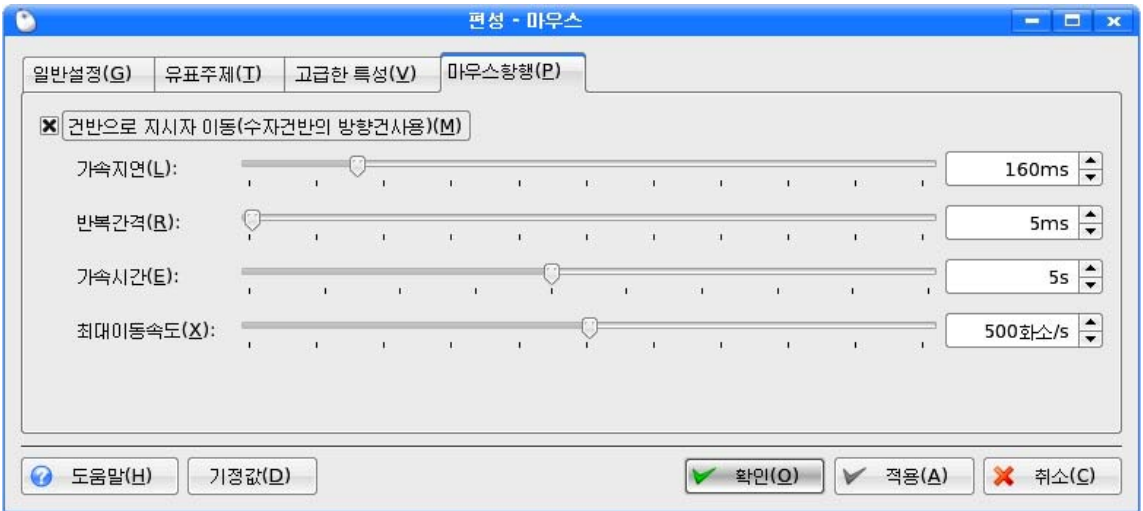 편성 - 마우스
일반설정(G) 유표주제(T) 고급한 특성(V) 마우스항행(P)
건반으로 지시자 이동(수자건반의 방향건사용)(M)
가속지연(L): 160ms
반복간격(R): 5ms
가속시간(E): 5s
최대이동속도(X): 500화소/s
도움말(H) 기정값(D) 확인(O) 적용(A) 취소(C)